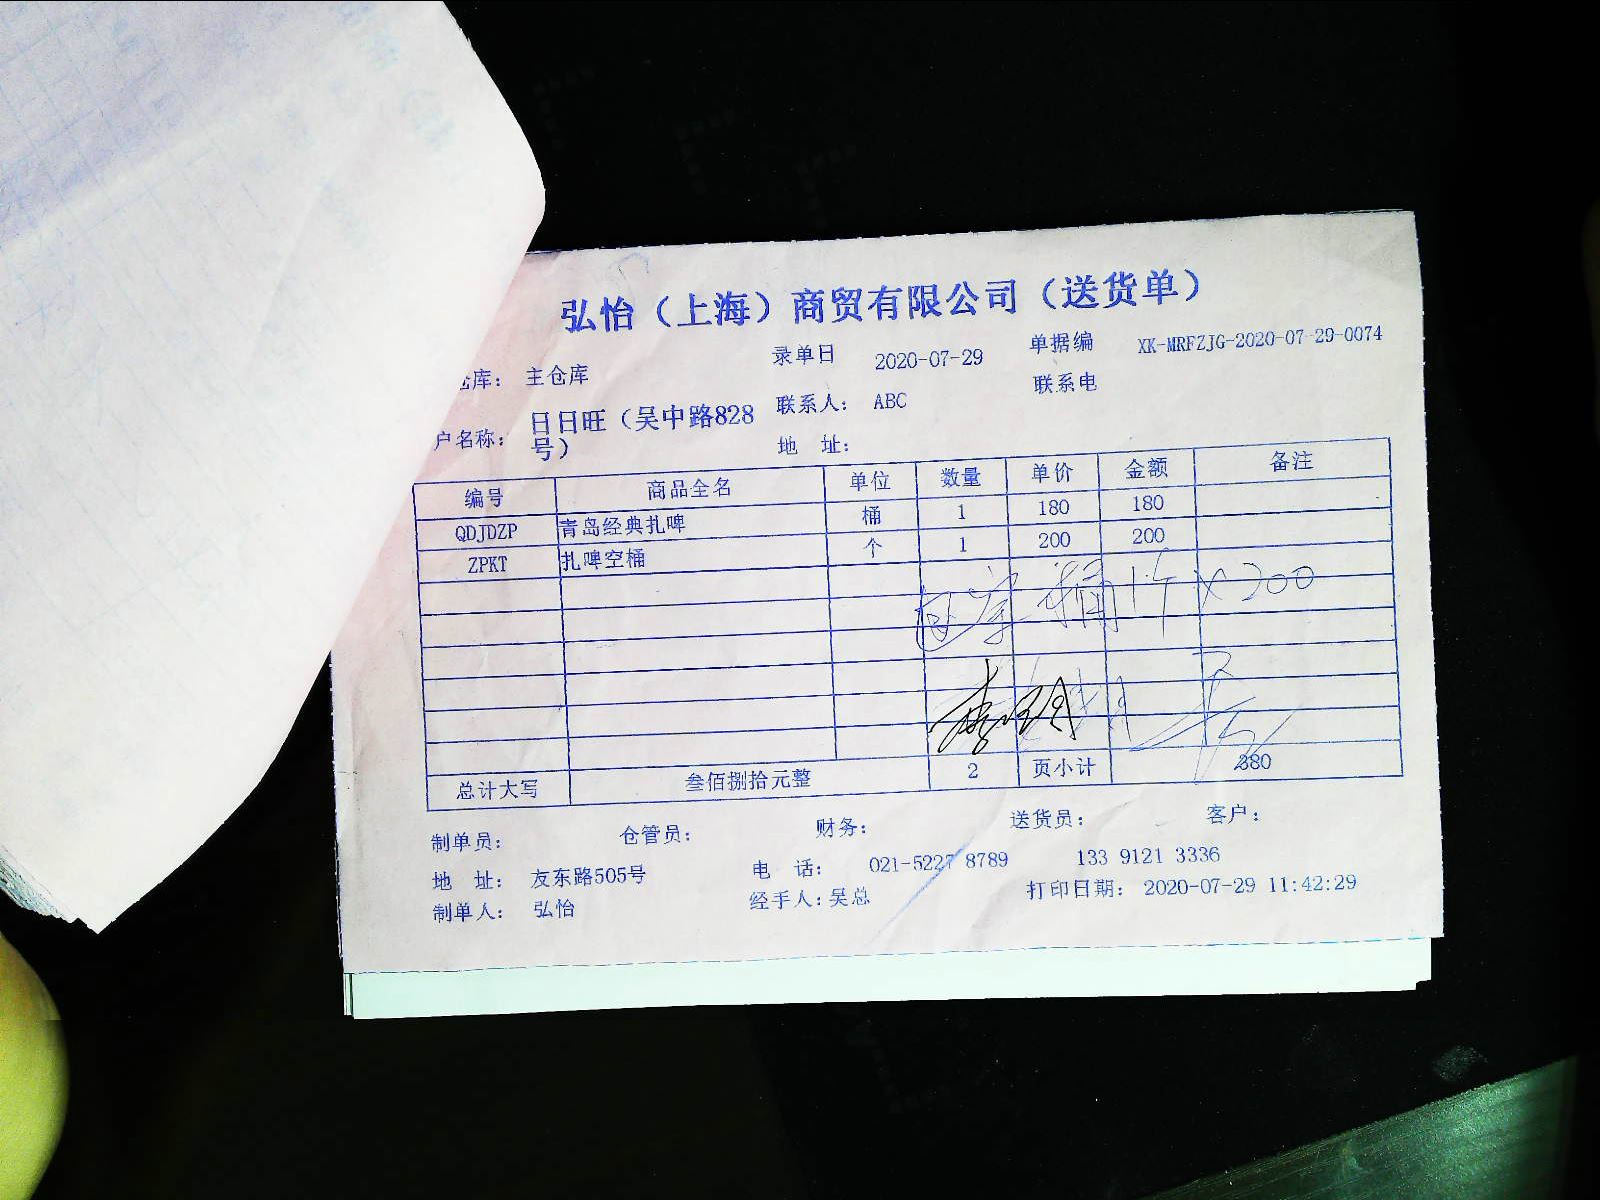 弘怡（上海）商贸有限公司（送货单）
仓库： 主仓库 录单日 2020-07-29 单据编 XK-MRFZJG-2020-07-29-0074
户名称： 日日旺（吴中路828号） 联系人： ABC 联系电
地 址：
编号 商品全名 单位 数量 单价 金额 备注
QDJDZP 青岛经典扎啤 桶 1 180 180
ZPKT 扎啤空桶 个 1 200 200
桶1个×200
总计大写 叁佰捌拾元整 2 页小计 380
制单员： 仓管员： 财务： 送货员： 客户：
地 址： 友东路505号 电 话： 021-5227 8789 133 9121 3336
制单人： 弘怡 经手人：吴总 打印日期： 2020-07-29 11:42:29